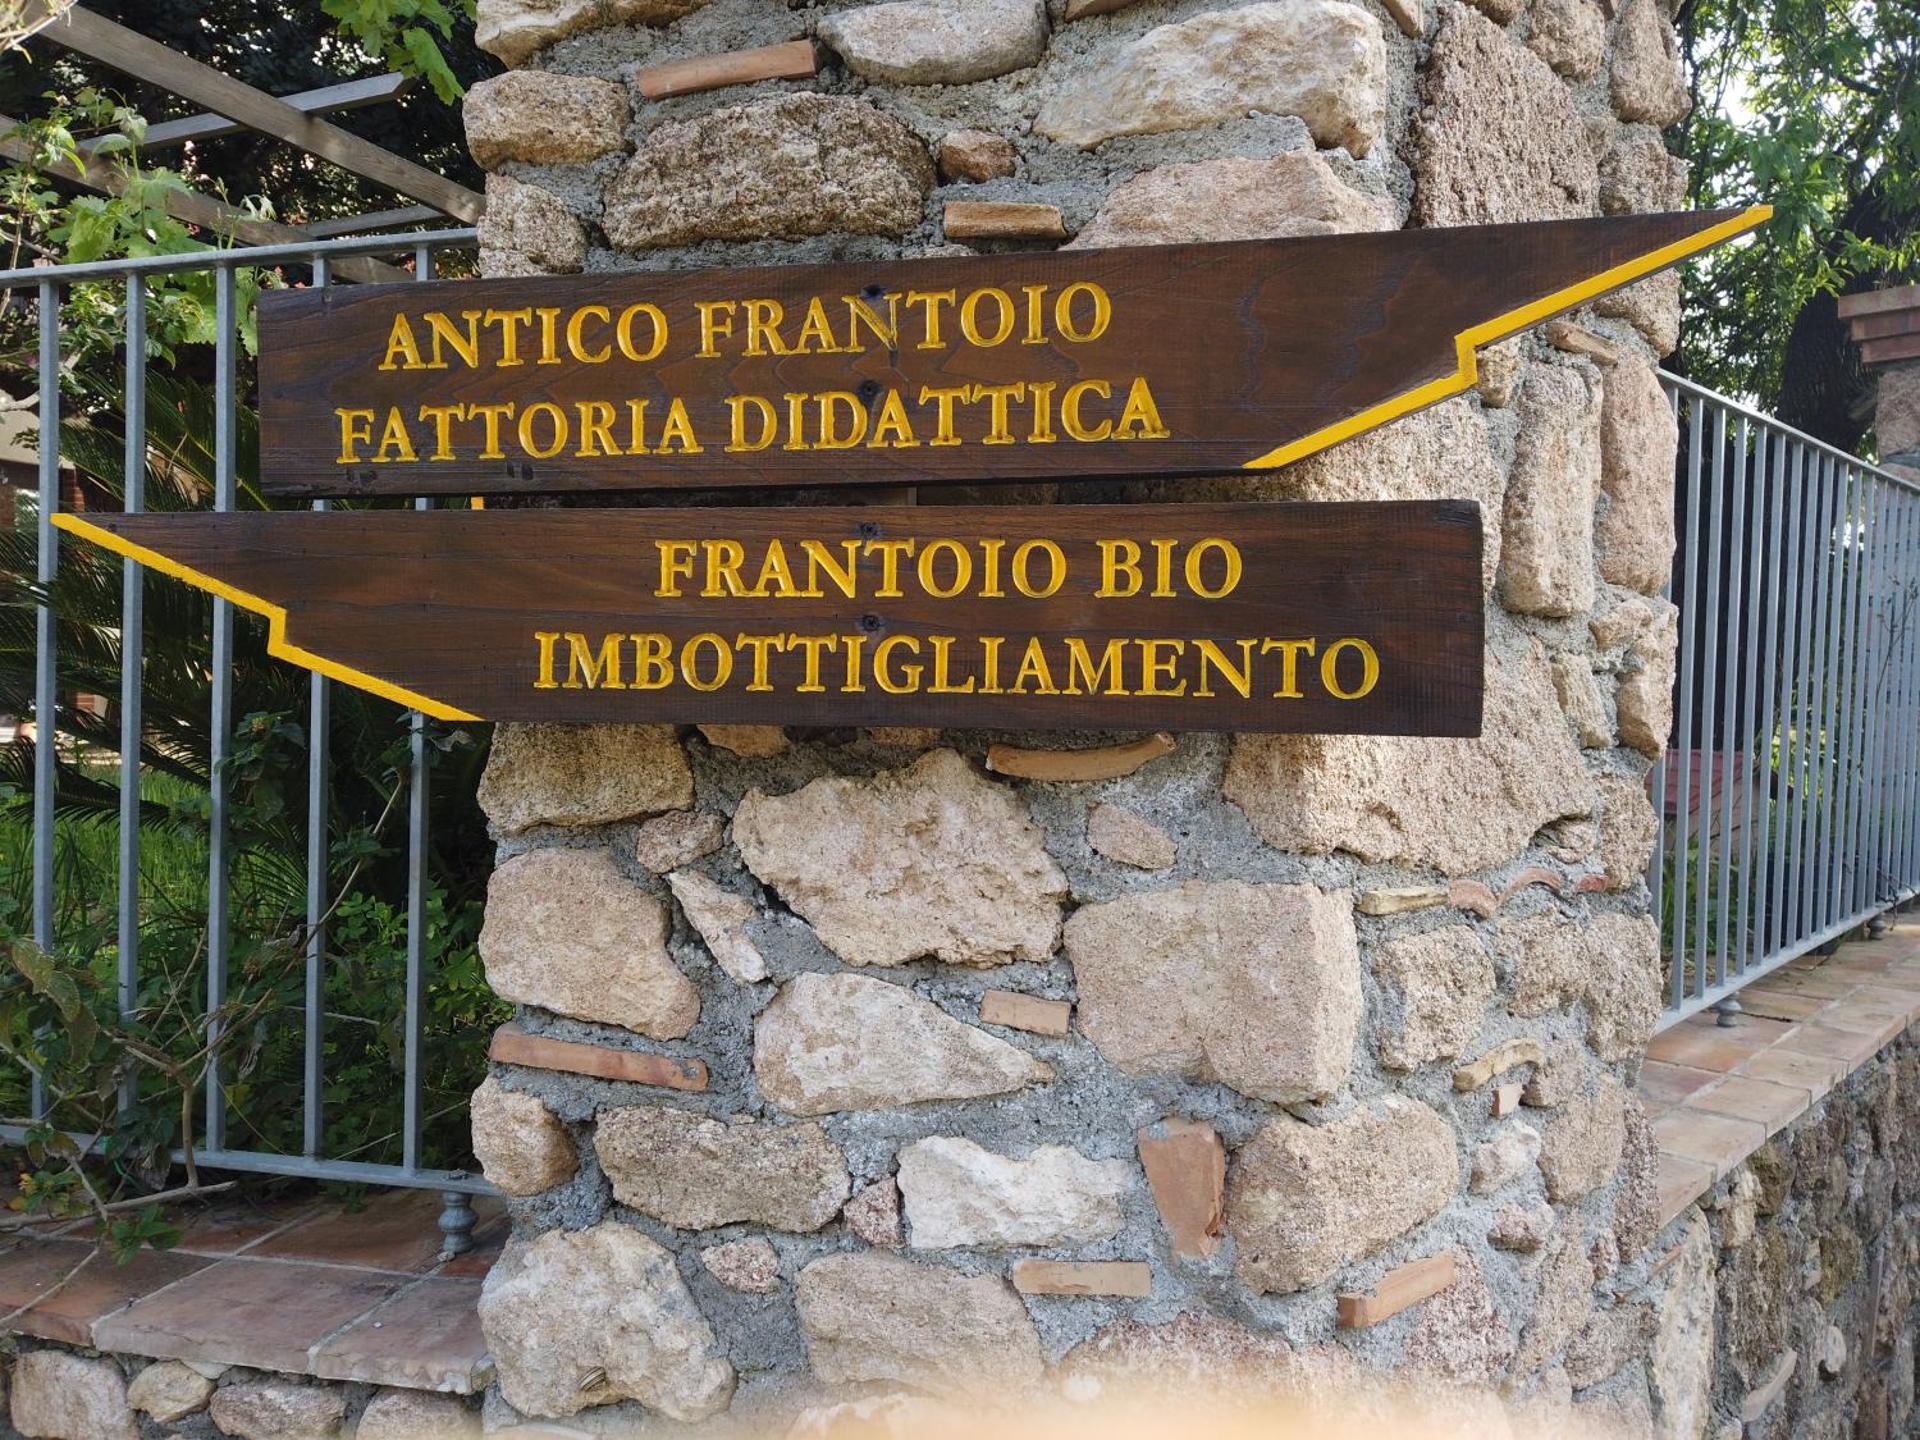 ANTICO FRANTOIO
FATTORIA DIDATTICA
FRANTOIO BIO
IMBOTTIGLIAMENTO